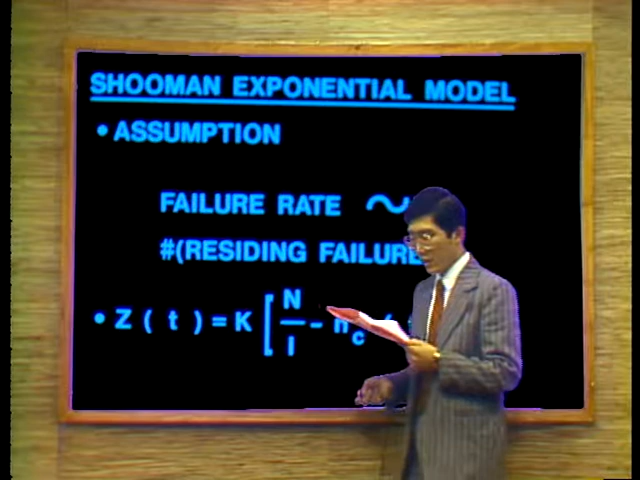 SHOOMAN EXPONENTIAL MODEL
• ASSUMPTION
FAILURE RATE ~
#(RESIDING FAILURE
• Z ( t ) = K [ N / I - n c (